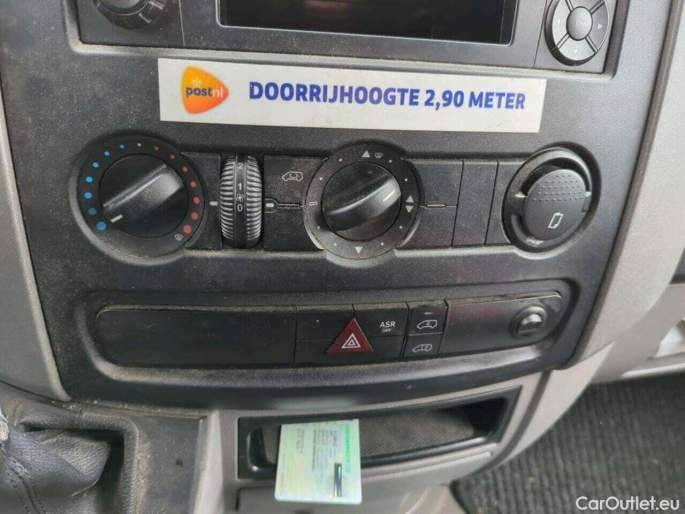 postnl
DOORRIJHOOGTE 2,90 METER
2
1
0
ASR
OFF
CarOutlet.eu